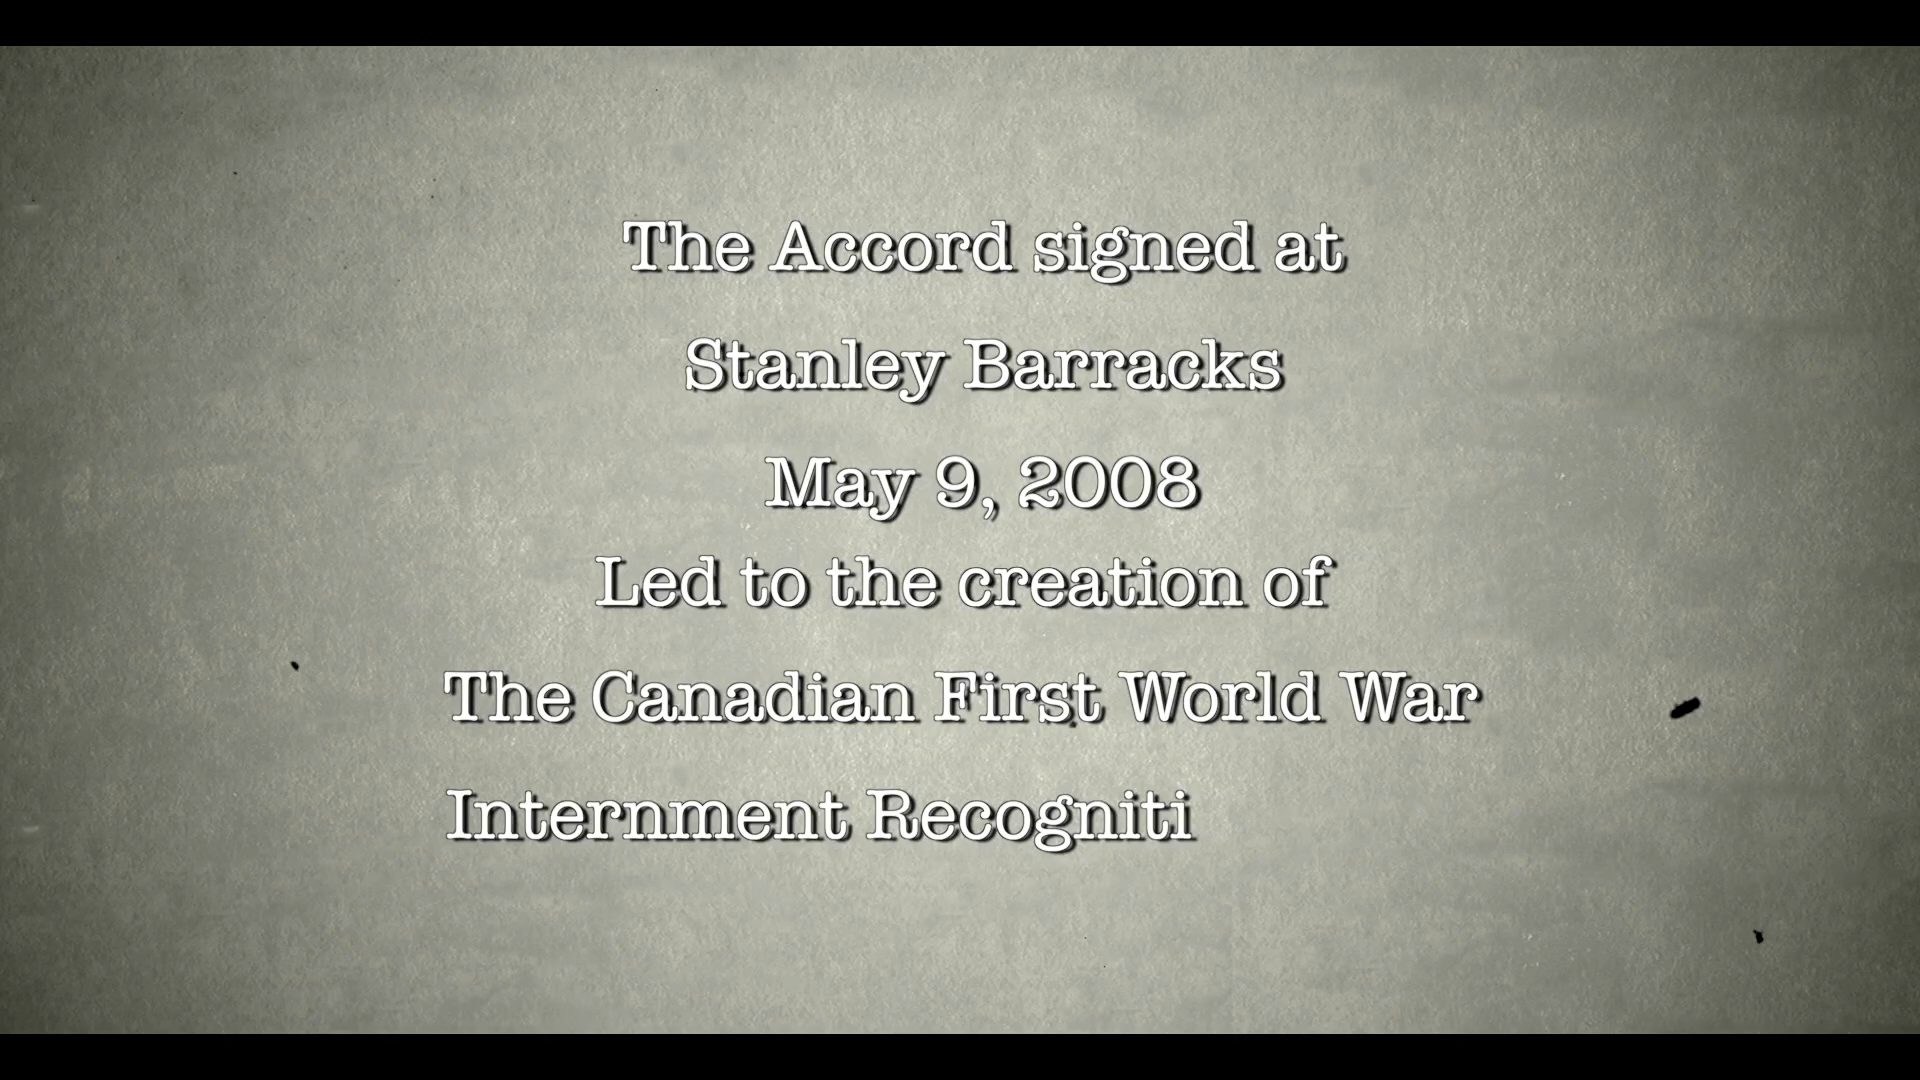 The Accord signed at
Stanley Barracks
May 9, 2008
Led to the creation of
The Canadian First World War
Internment Recogniti